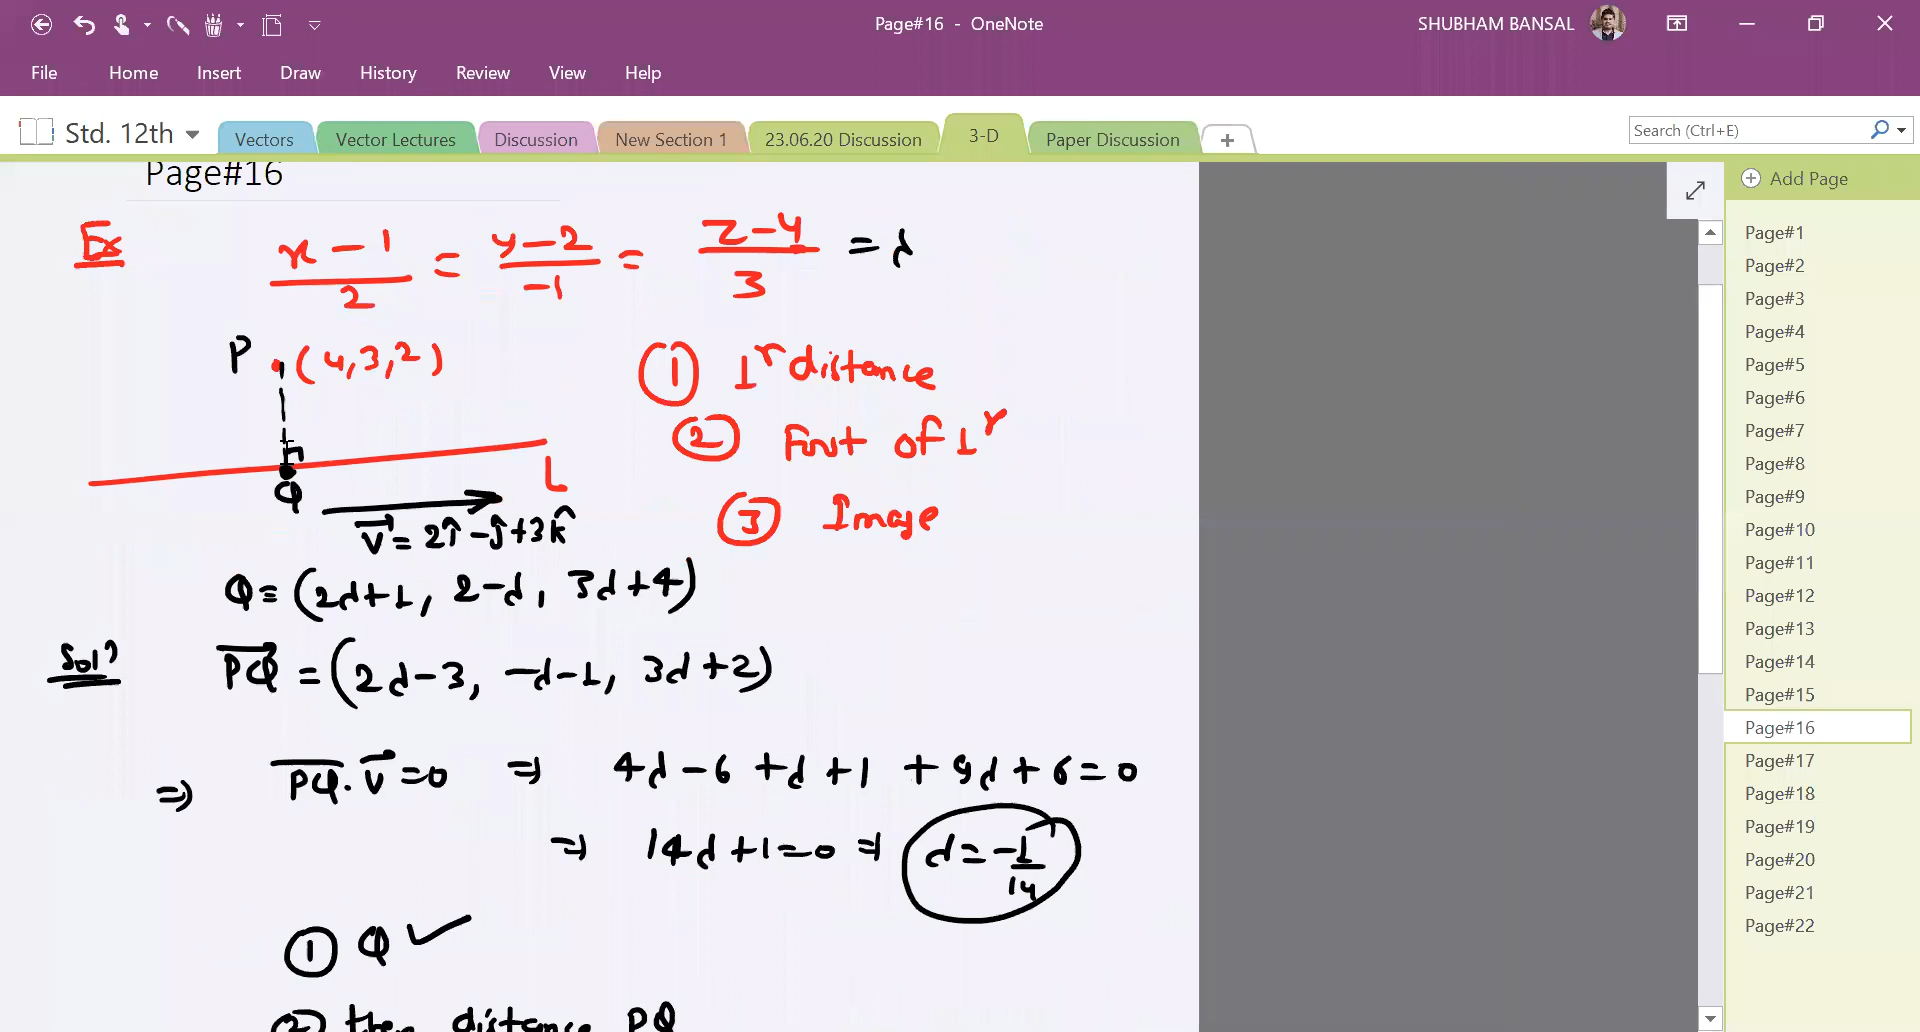 Page#16 - OneNote
SHUBHAM BANSAL
File Home Insert Draw History Review View Help
Std. 12th
Vectors
Vector Lectures
Discussion
New Section 1
23.06.20 Discussion
3-D
Paper Discussion
Search (Ctrl+E)
Page#16
Ex x-1/2 = y-2/-1 = z-4/3 = λ
P (4,3,2)
① ⊥ʳ distance
② Foot of ⊥ʳ
③ Image
L
Q
v⃗ = 2î - ĵ + 3k̂
Q ≡ (2λ+1, 2-λ, 3λ+4)
Solⁿ PQ⃗ = (2λ-3, -λ-1, 3λ+2)
⇒ PQ⃗ · v⃗ = 0 ⇒ 4λ-6+λ+1+9λ+6=0
⇒ 14λ+1=0 ⇒ λ = -1/14
① Q ✓
② then distance PQ
Add Page
Page#1
Page#2
Page#3
Page#4
Page#5
Page#6
Page#7
Page#8
Page#9
Page#10
Page#11
Page#12
Page#13
Page#14
Page#15
Page#16
Page#17
Page#18
Page#19
Page#20
Page#21
Page#22